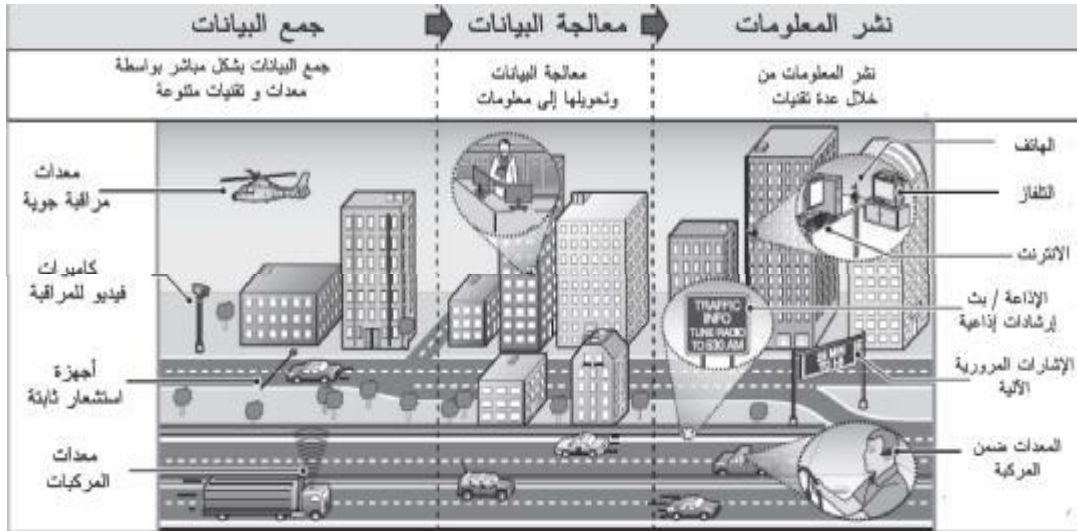 جمع البيانات
معالجة البيانات
نشر المعلومات
جمع البيانات بشكل مباشر بواسطة
معدات و تقنيات متنوعة
معالجة البيانات
وتحويلها إلى معلومات
نشر المعلومات من
خلال عدة تقنيات
معدات
مراقبة جوية
كاميرات
فيديو للمراقبة
أجهزة
استشعار ثابتة
معدات
المركبات
الهاتف
التلفاز
الانترنت
الإذاعة / بث
إرشادات إذاعية
الإشارات المرورية
الآلية
المعدات ضمن
المركبة
TRAFFIC
INFO
TUNE RADIO
TO 530 AM